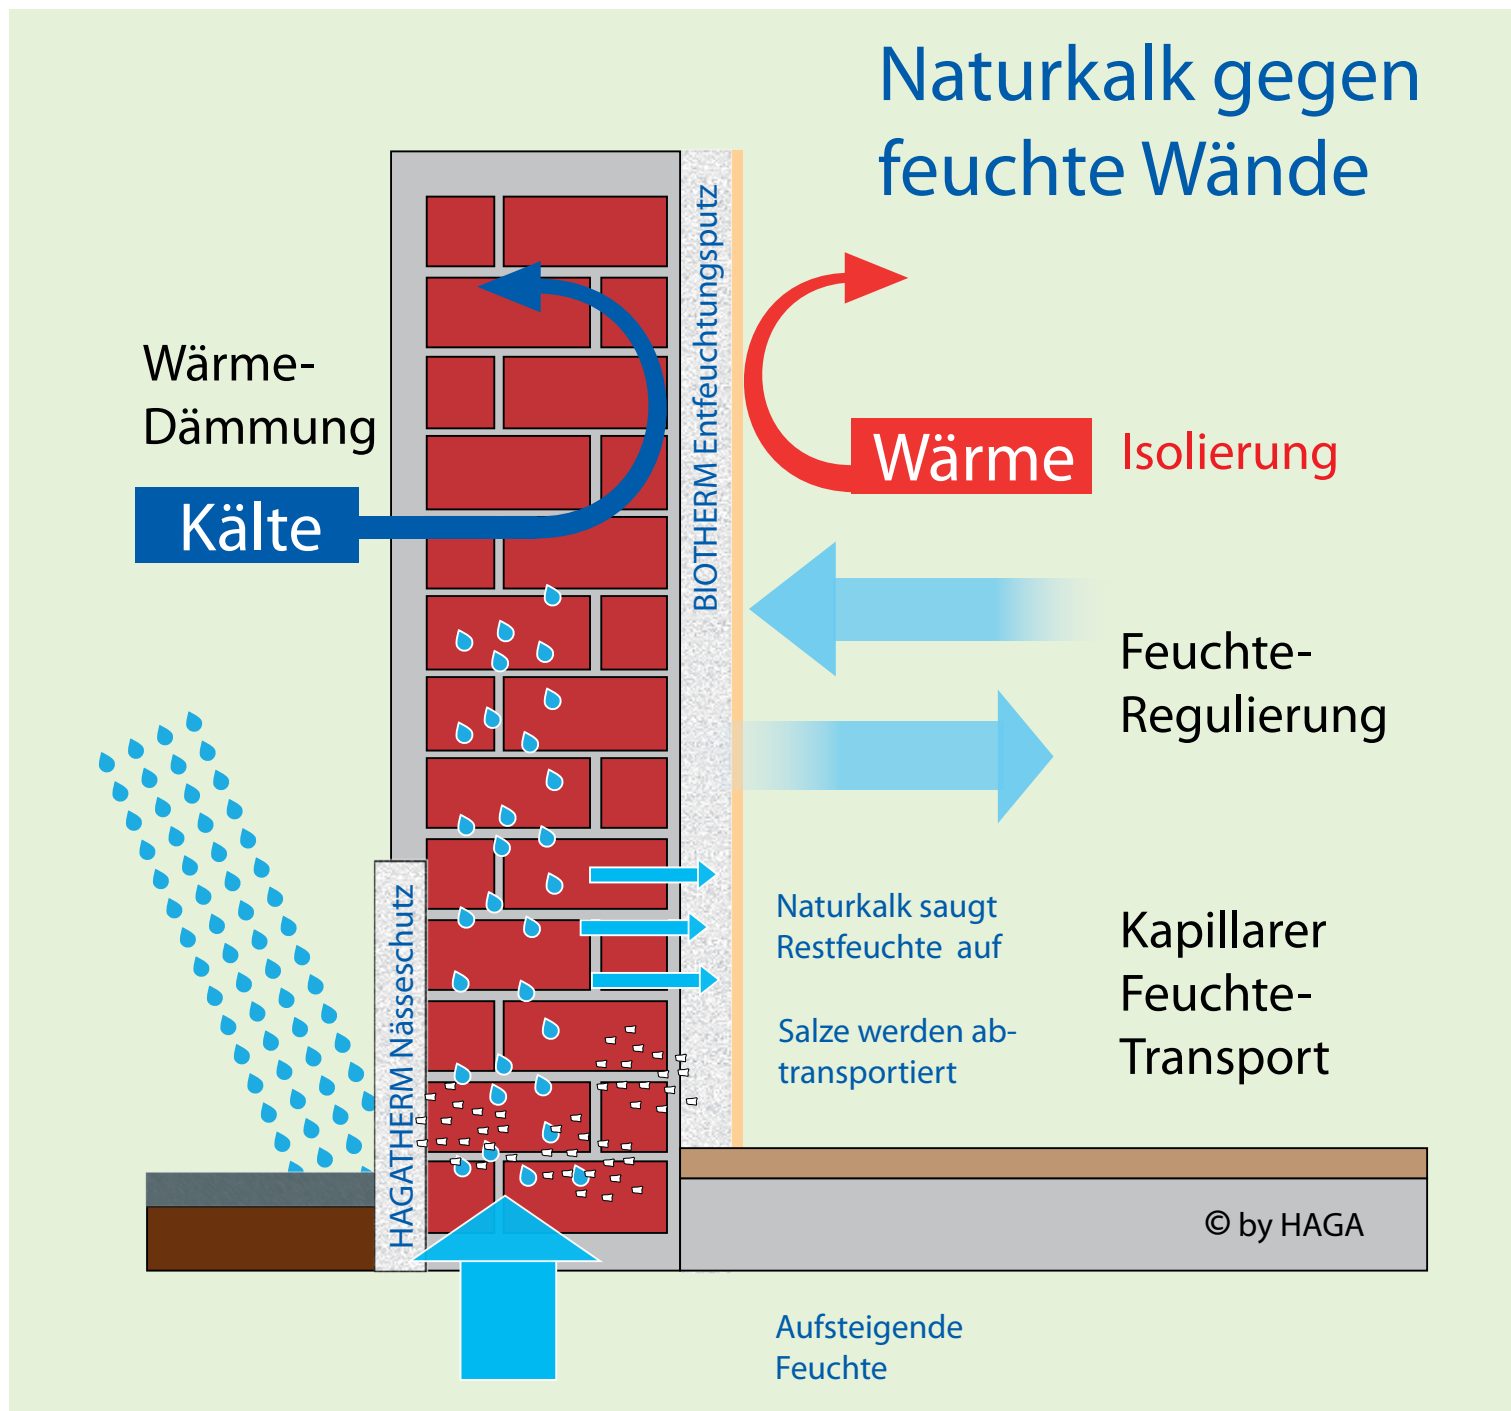 Naturkalk gegen
feuchte Wände
Wärme-
Dämmung
Kälte
BIOTHERM Entfeuchtungsputz
Wärme
Isolierung
Feuchte-
Regulierung
HAGATHERM Nässeschutz
Naturkalk saugt
Restfeuchte auf
Salze werden ab-
transportiert
Kapillarer
Feuchte-
Transport
© by HAGA
Aufsteigende
Feuchte